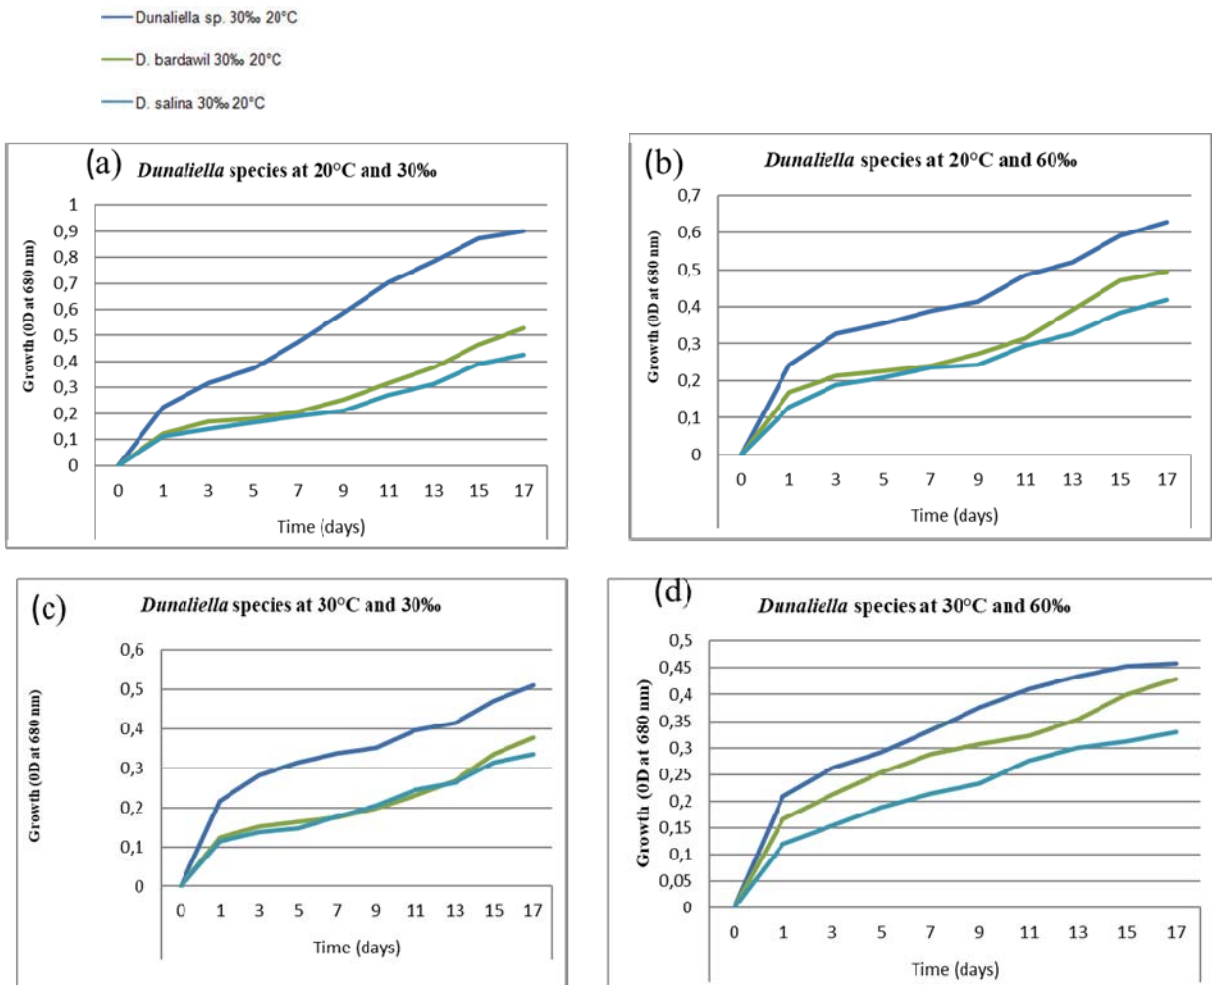 Dunaliella sp. 30‰ 20°C
D. bardawil 30‰ 20°C
D. salina 30‰ 20°C
(a)
Dunaliella species at 20°C and 30‰
Growth (0D at 680 nm)
1
0,9
0,8
0,7
0,6
0,5
0,4
0,3
0,2
0,1
0
0 1 3 5 7 9 11 13 15 17
Time (days)
(b)
Dunaliella species at 20°C and 60‰
Growth (0D at 680 nm)
0,7
0,6
0,5
0,4
0,3
0,2
0,1
0
0 1 3 5 7 9 11 13 15 17
Time (days)
(c)
Dunaliella species at 30°C and 30‰
Growth (0D at 680 nm)
0,6
0,5
0,4
0,3
0,2
0,1
0
0 1 3 5 7 9 11 13 15 17
Time (days)
(d)
Dunaliella species at 30°C and 60‰
Growth (0D at 680 nm)
0,5
0,45
0,4
0,35
0,3
0,25
0,2
0,15
0,1
0,05
0
0 1 3 5 7 9 11 13 15 17
Time (days)